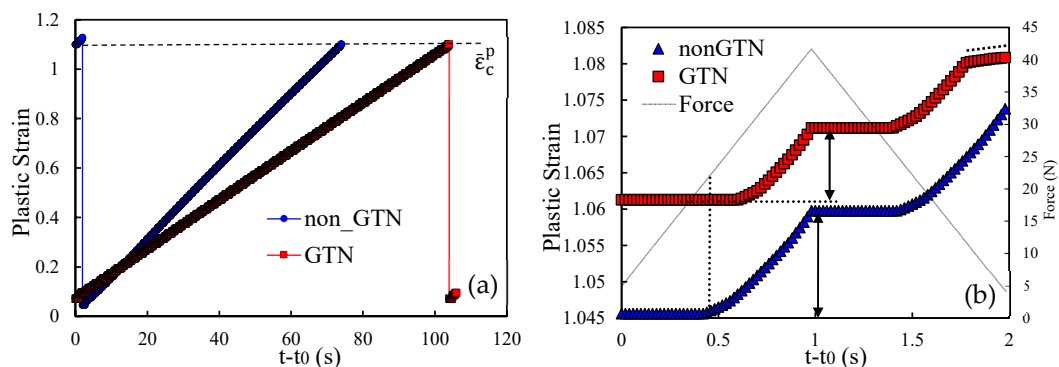 1.2
1
0.8
0.6
0.4
0.2
0
0 20 40 60 80 100 120
Plastic Strain
t-t0 (s)
ε̄ᵖc
non_GTN
GTN
(a)
1.085
1.08
1.075
1.07
1.065
1.06
1.055
1.05
1.045
0 0.5 1 1.5 2
Plastic Strain
t-t0 (s)
nonGTN
GTN
Force
(b)
45
40
35
30
25
20
15
10
5
0
Force (N)